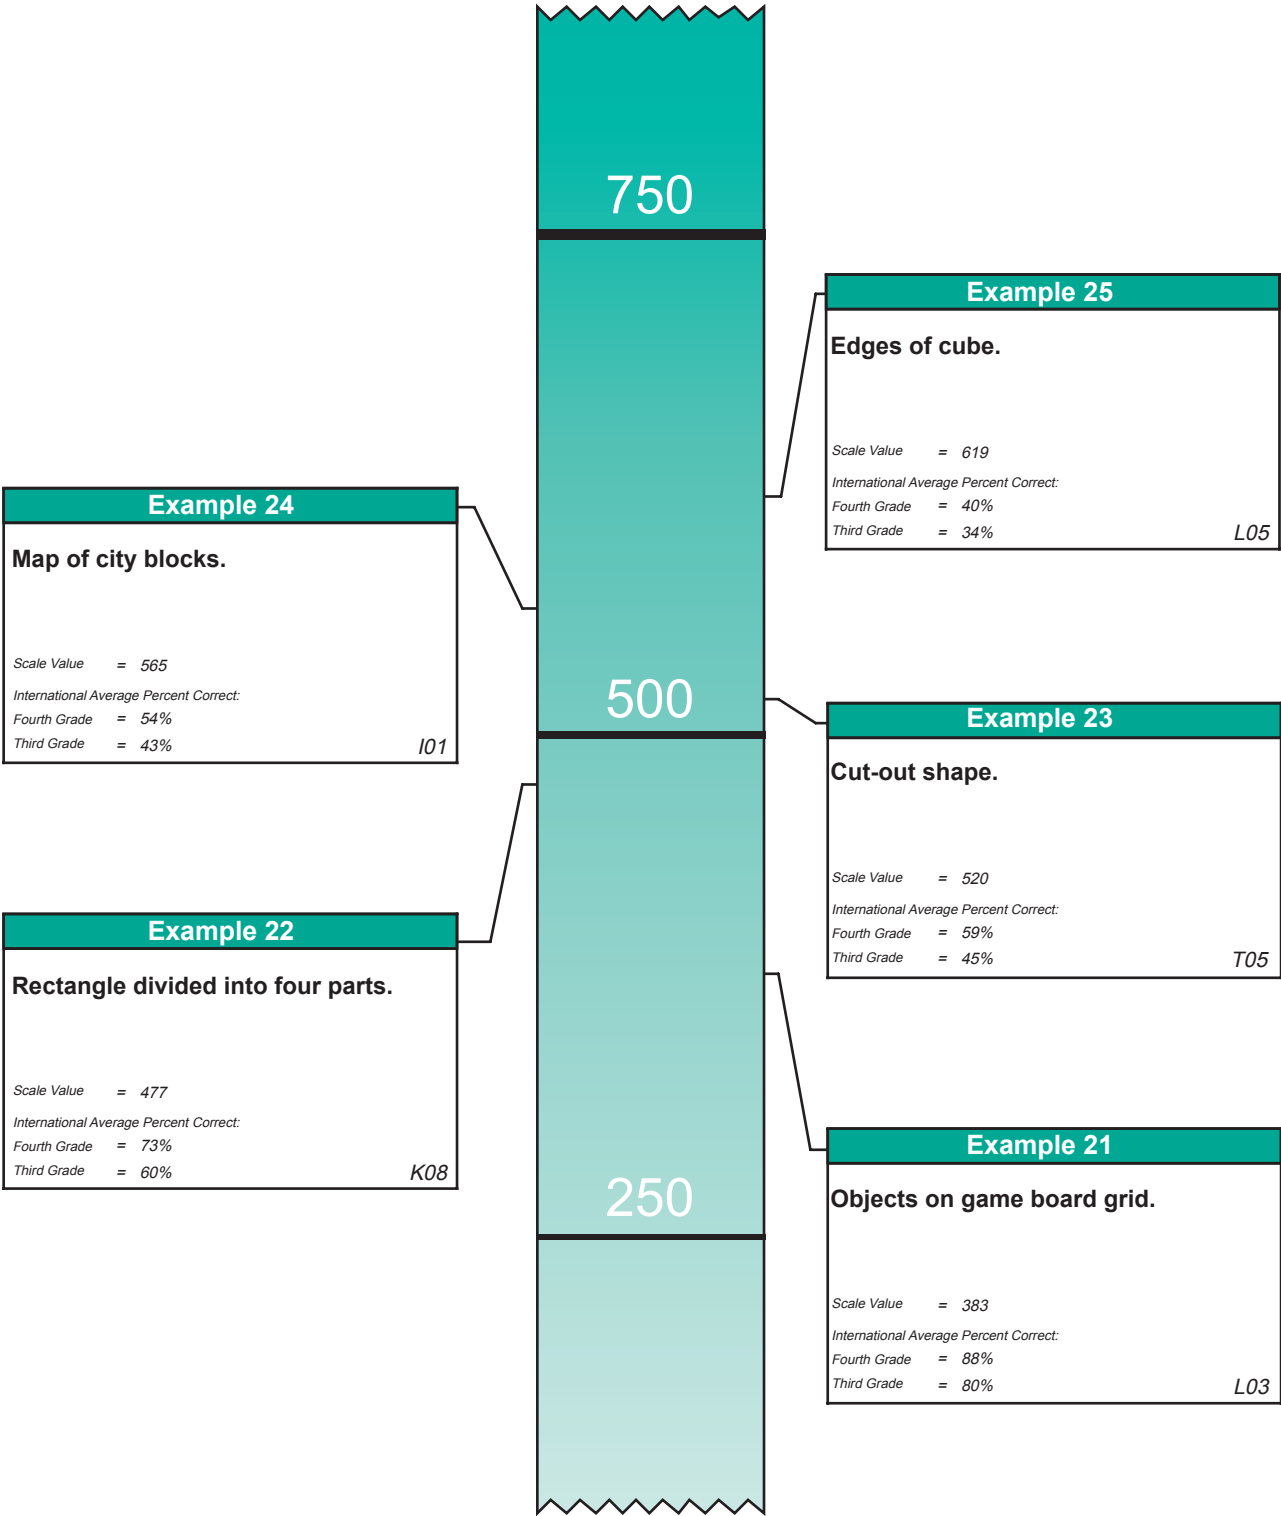 750
Example 25
Edges of cube.
Scale Value = 619
International Average Percent Correct:
Fourth Grade = 40%
Third Grade = 34%
L05
Example 24
Map of city blocks.
Scale Value = 565
International Average Percent Correct:
Fourth Grade = 54%
Third Grade = 43%
I01
500
Example 23
Cut-out shape.
Scale Value = 520
International Average Percent Correct:
Fourth Grade = 59%
Third Grade = 45%
T05
Example 22
Rectangle divided into four parts.
Scale Value = 477
International Average Percent Correct:
Fourth Grade = 73%
Third Grade = 60%
K08
250
Example 21
Objects on game board grid.
Scale Value = 383
International Average Percent Correct:
Fourth Grade = 88%
Third Grade = 80%
L03